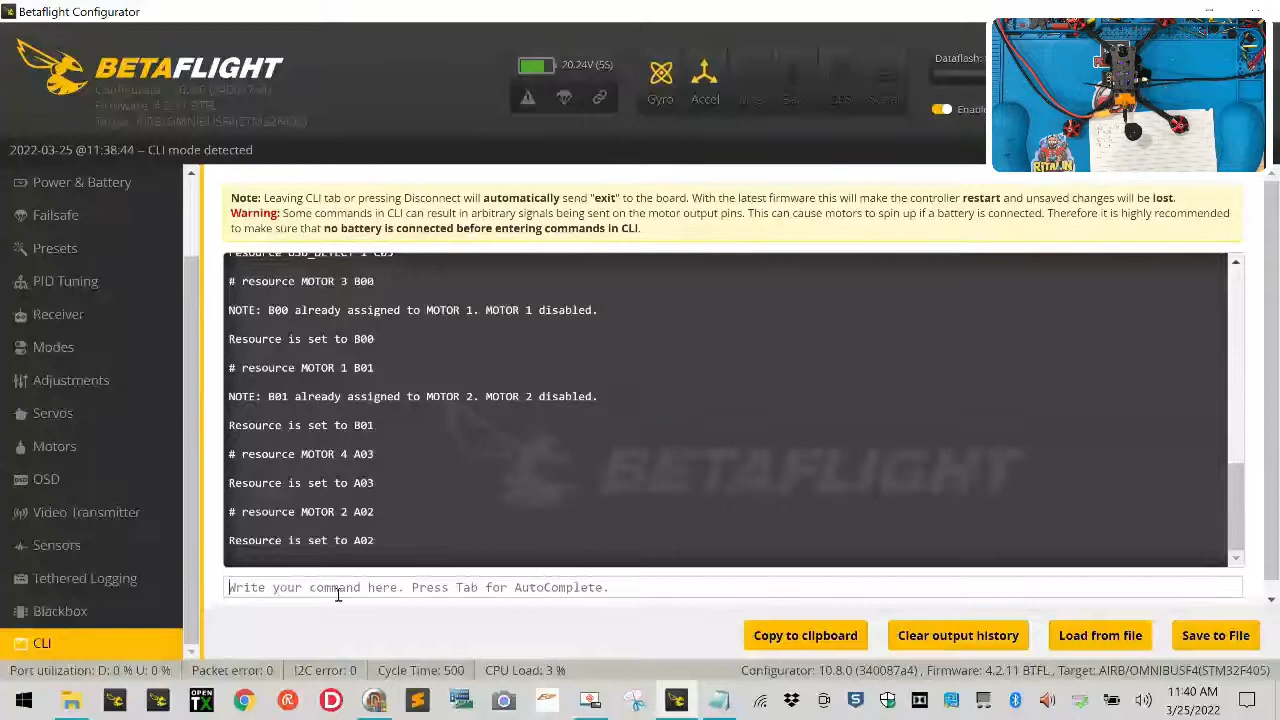 Betaflight Configurator
BETAFLIGHT
20.24V (5S)
Gyro
Accel
Dataflash:
Enable
2022-03-25 @11:38:44 -- CLI mode detected
Power & Battery
Failsafe
Presets
PID Tuning
Receiver
Modes
Adjustments
Servos
Motors
OSD
Video Transmitter
Sensors
Tethered Logging
Blackbox
CLI
Note: Leaving CLI tab or pressing Disconnect will automatically send "exit" to the board. With the latest firmware this will make the controller restart and unsaved changes will be lost.
Warning: Some commands in CLI can result in arbitrary signals being sent on the motor output pins. This can cause motors to spin up if a battery is connected. Therefore it is highly recommended
to make sure that no battery is connected before entering commands in CLI.
# resource MOTOR 3 B00
NOTE: B00 already assigned to MOTOR 1. MOTOR 1 disabled.
Resource is set to B00
# resource MOTOR 1 B01
NOTE: B01 already assigned to MOTOR 2. MOTOR 2 disabled.
Resource is set to B01
# resource MOTOR 4 A03
Resource is set to A03
# resource MOTOR 2 A02
Resource is set to A02
BETAFLIGHT
Write your command here. Press Tab for AutoComplete.
Copy to clipboard
Clear output history
Load from file
Save to File
Port utilization: D: 0 % U: 0 %
Packet error: 0
I2C error: 0
Cycle Time: 500
CPU Load: 3 %
Configurator: 10.8.0 (340087a4) , Firmware: 4.2.11 BTFL, Target: AIRB/OMNIBUSF4(STM32F405)
OPEN
TX
11:40 AM
3/25/2022